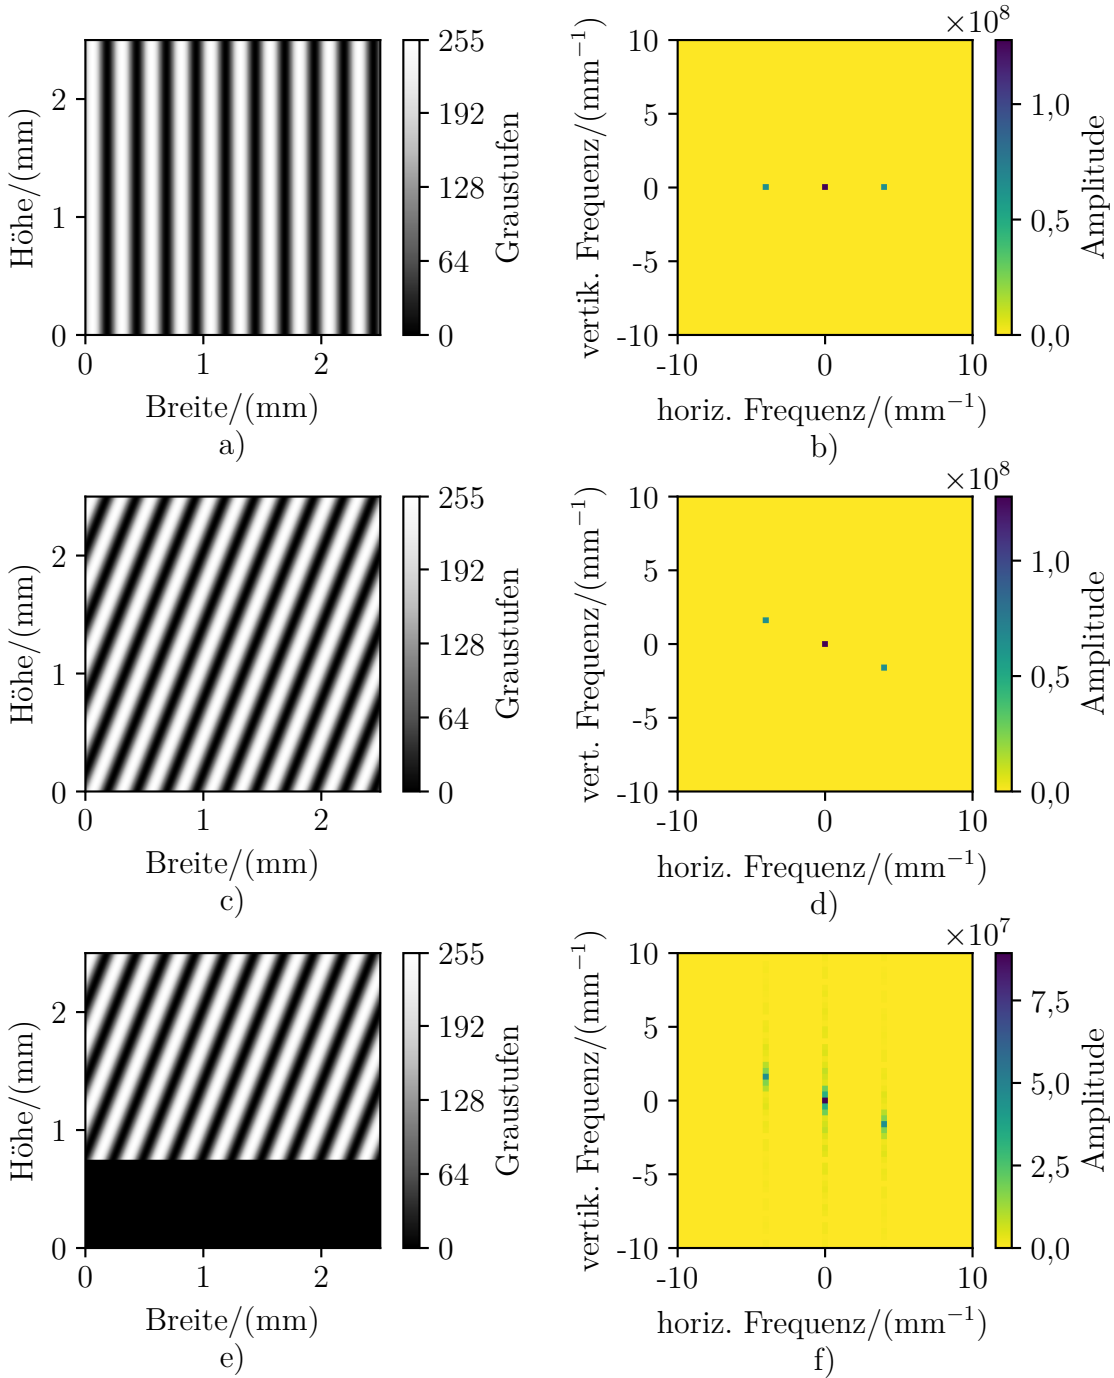 ×10⁸
255
192
128
64
0
2
1
0
Höhe/(mm)
Graustufen
0 1 2
Breite/(mm)
a)
10
5
0
-5
-10
vertik. Frequenz/(mm⁻¹)
1,0
0,5
0,0
Amplitude
-10 0 10
horiz. Frequenz/(mm⁻¹)
b)
255
192
128
64
0
2
1
0
Höhe/(mm)
Graustufen
0 1 2
Breite/(mm)
c)
×10⁸
10
5
0
-5
-10
vert. Frequenz/(mm⁻¹)
1,0
0,5
0,0
Amplitude
-10 0 10
horiz. Frequenz/(mm⁻¹)
d)
255
192
128
64
0
2
1
0
Höhe/(mm)
Graustufen
0 1 2
Breite/(mm)
e)
×10⁷
10
5
0
-5
-10
vertik. Frequenz/(mm⁻¹)
7,5
5,0
2,5
0,0
Amplitude
-10 0 10
horiz. Frequenz/(mm⁻¹)
f)